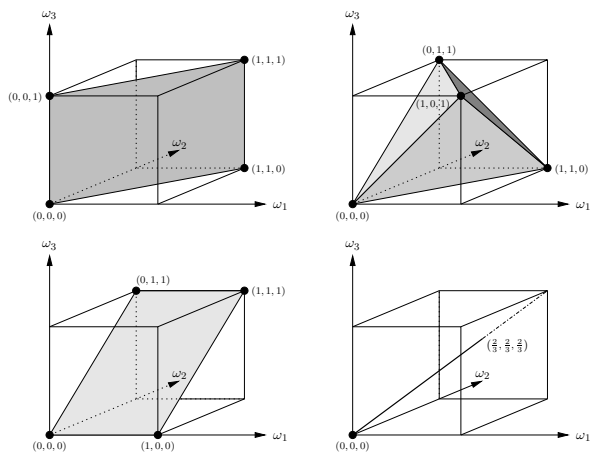 ω₃
(1, 1, 1)
(0, 0, 1)
ω₂
(1, 1, 0)
ω₁
(0, 0, 0)
ω₃
(0, 1, 1)
(1, 0, 1)
ω₂
(1, 1, 0)
ω₁
(0, 0, 0)
ω₃
(0, 1, 1)
(1, 1, 1)
ω₂
ω₁
(0, 0, 0)
(1, 0, 0)
ω₃
(2/3, 2/3, 2/3)
ω₂
ω₁
(0, 0, 0)